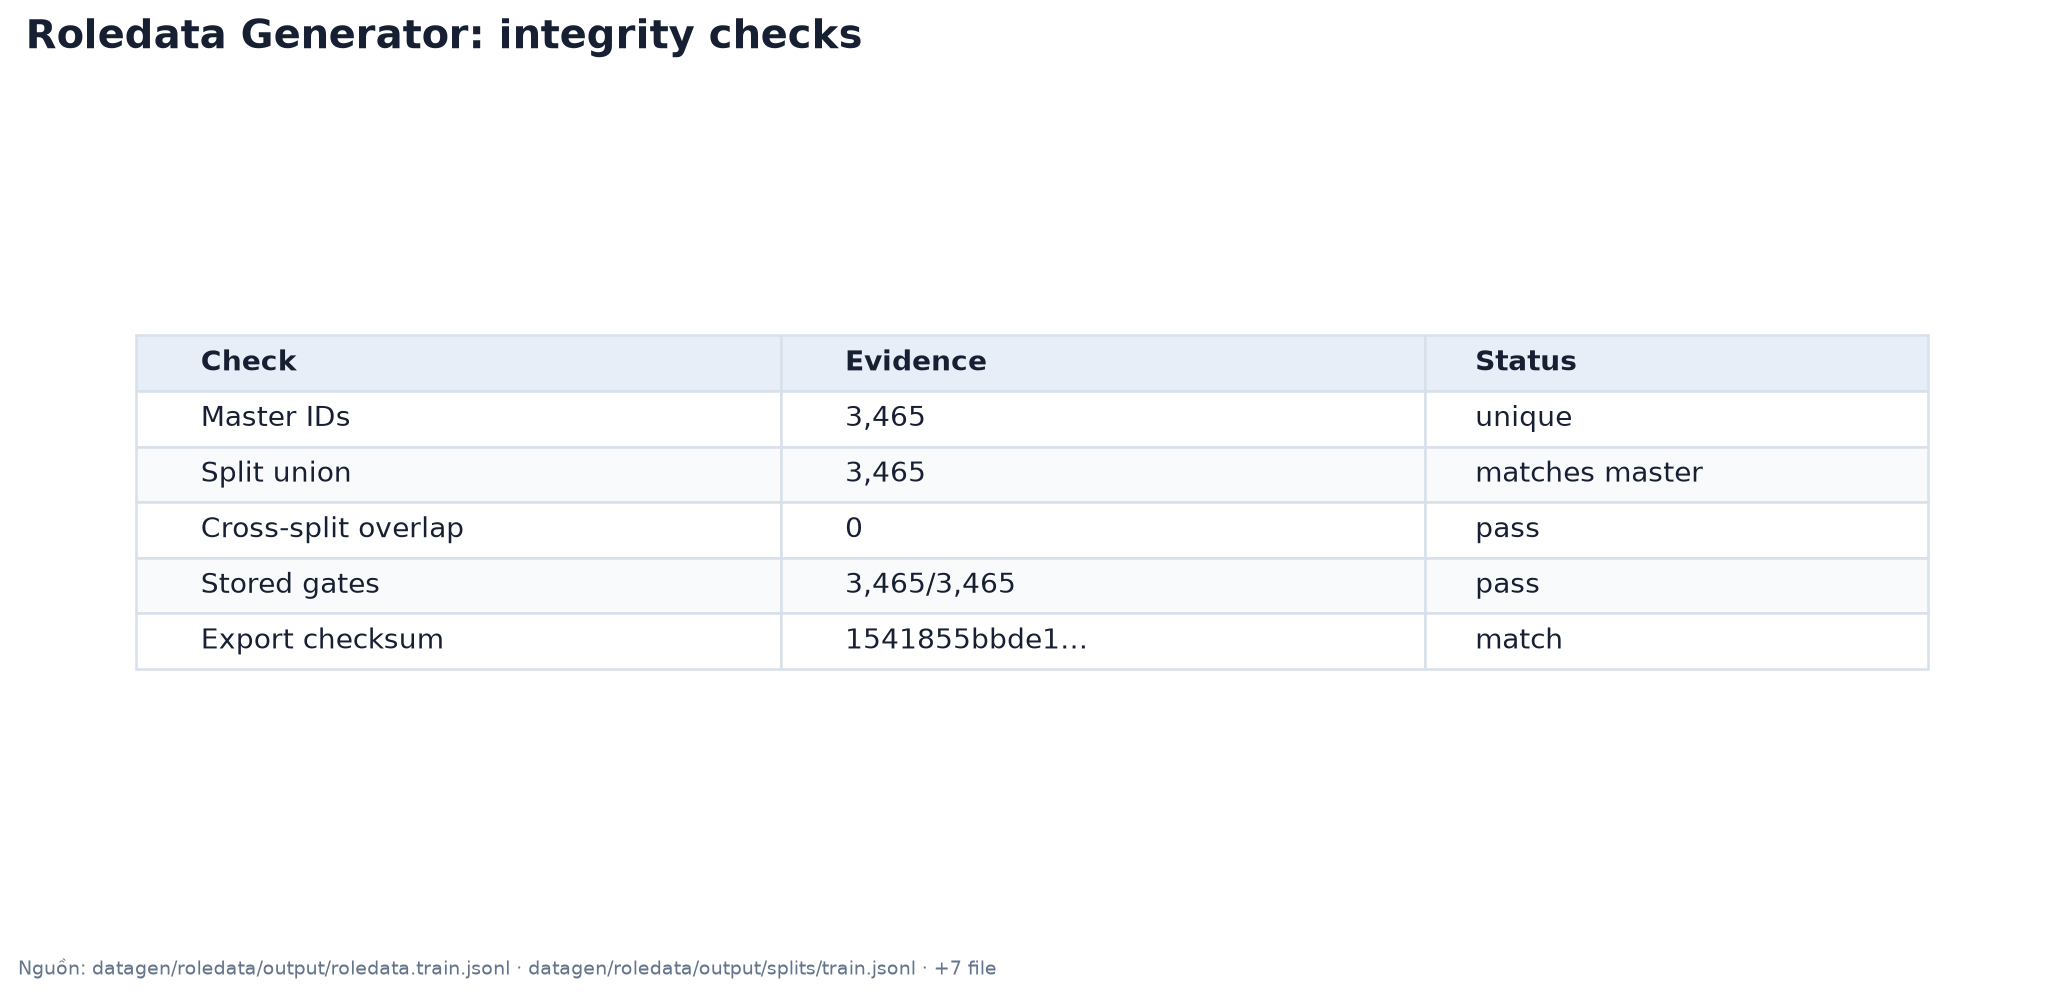 Roledata Generator: integrity checks
Check Evidence Status
Master IDs 3,465 unique
Split union 3,465 matches master
Cross-split overlap 0 pass
Stored gates 3,465/3,465 pass
Export checksum 1541855bbde1... match
Nguồn: datagen/roledata/output/roledata.train.jsonl · datagen/roledata/output/splits/train.jsonl · +7 file